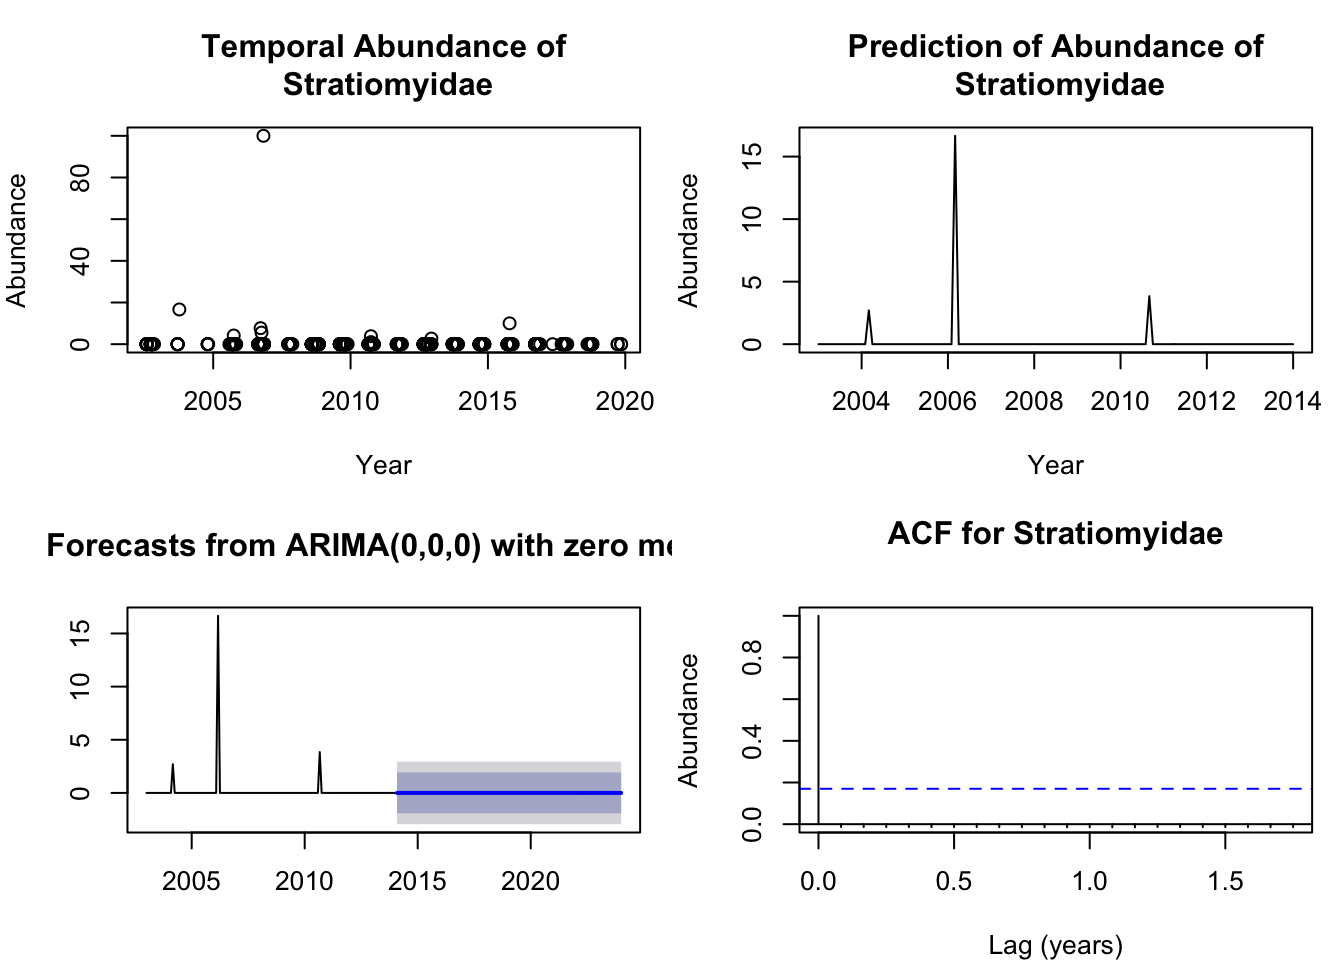 Temporal Abundance of
Stratiomyidae
Abundance
0
40
80
2005 2010 2015 2020
Year
Prediction of Abundance of
Stratiomyidae
Abundance
0
5
10
15
2004 2006 2008 2010 2012 2014
Year
Forecasts from ARIMA(0,0,0) with zero me
0
5
10
15
2005 2010 2015 2020
ACF for Stratiomyidae
Abundance
0.0
0.4
0.8
0.0 0.5 1.0 1.5
Lag (years)